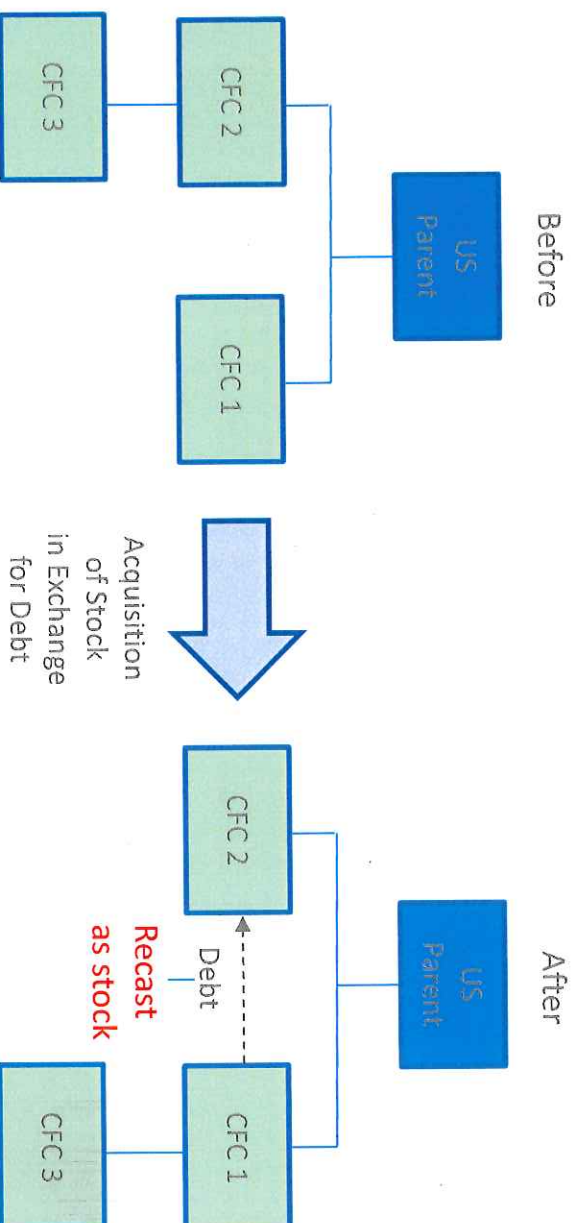 Before
US
Parent
CFC 2
CFC 1
CFC 3
Acquisition
of Stock
in Exchange
for Debt
After
US
Parent
CFC 2
Debt
Recast
as stock
CFC 1
CFC 3